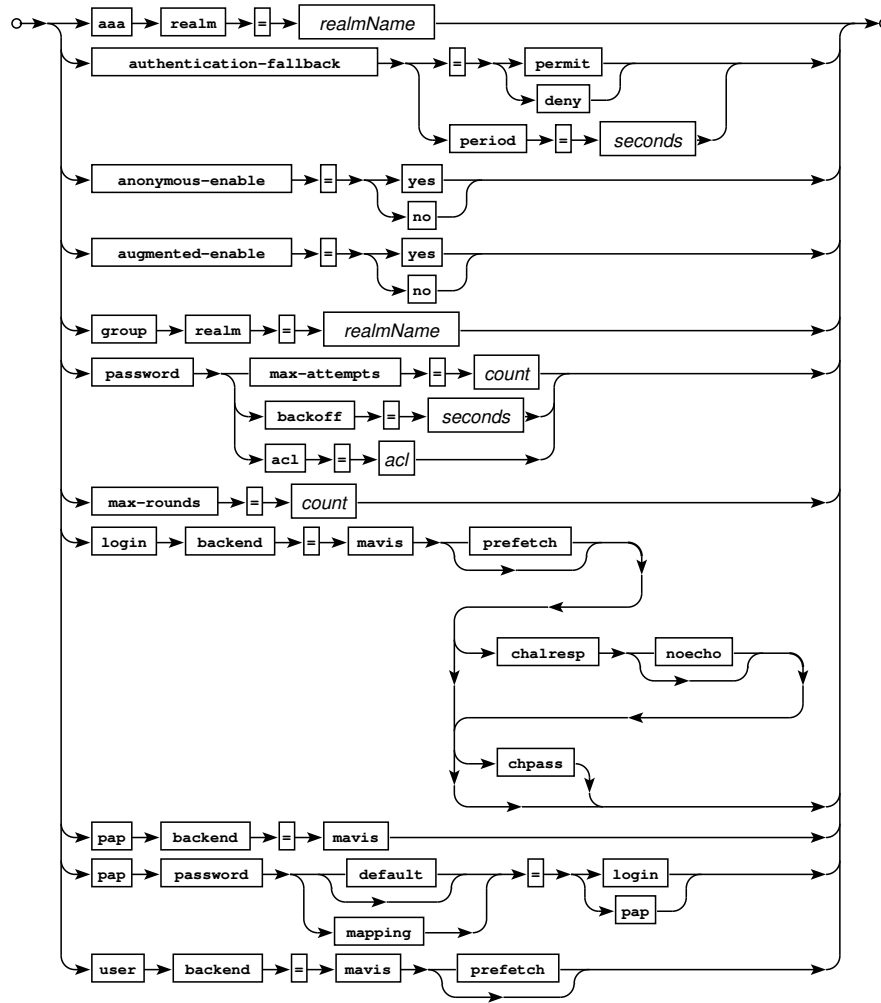 aaa realm = realmName
authentication-fallback = permit
deny
period = seconds
anonymous-enable = yes
no
augmented-enable = yes
no
group realm = realmName
password max-attempts = count
backoff = seconds
acl = acl
max-rounds = count
login backend = mavis prefetch
chalresp noecho
chpass
pap backend = mavis
pap password default = login
pap
mapping
user backend = mavis prefetch